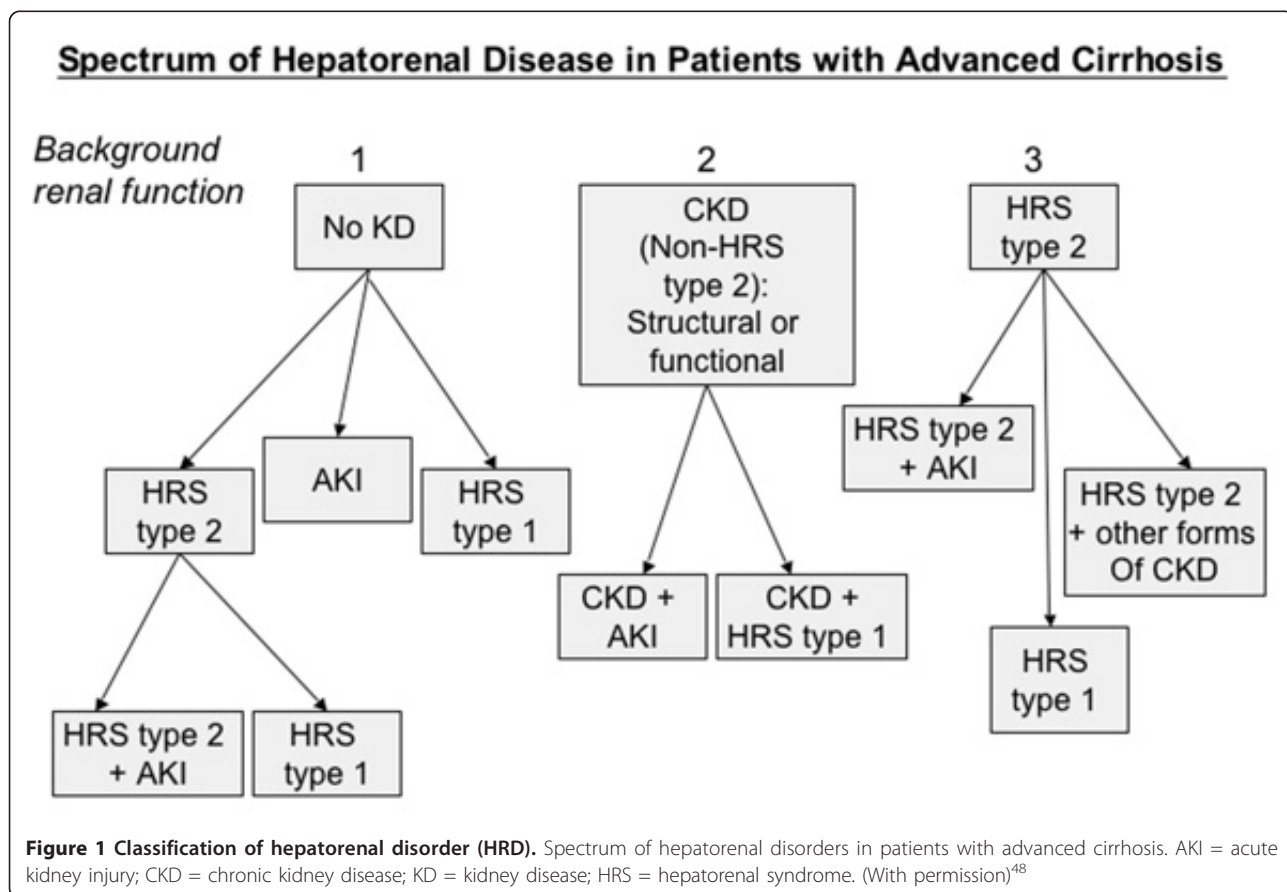 Spectrum of Hepatorenal Disease in Patients with Advanced Cirrhosis
Background
renal function
1
No KD
HRS
type 2
AKI
HRS
type 1
HRS type 2
+ AKI
HRS
type 1
2
CKD
(Non-HRS
type 2):
Structural or
functional
CKD +
AKI
CKD +
HRS type 1
3
HRS
type 2
HRS type 2
+ AKI
HRS
type 1
HRS type 2
+ other forms
Of CKD
Figure 1 Classification of hepatorenal disorder (HRD). Spectrum of hepatorenal disorders in patients with advanced cirrhosis. AKI = acute
kidney injury; CKD = chronic kidney disease; KD = kidney disease; HRS = hepatorenal syndrome. (With permission)48